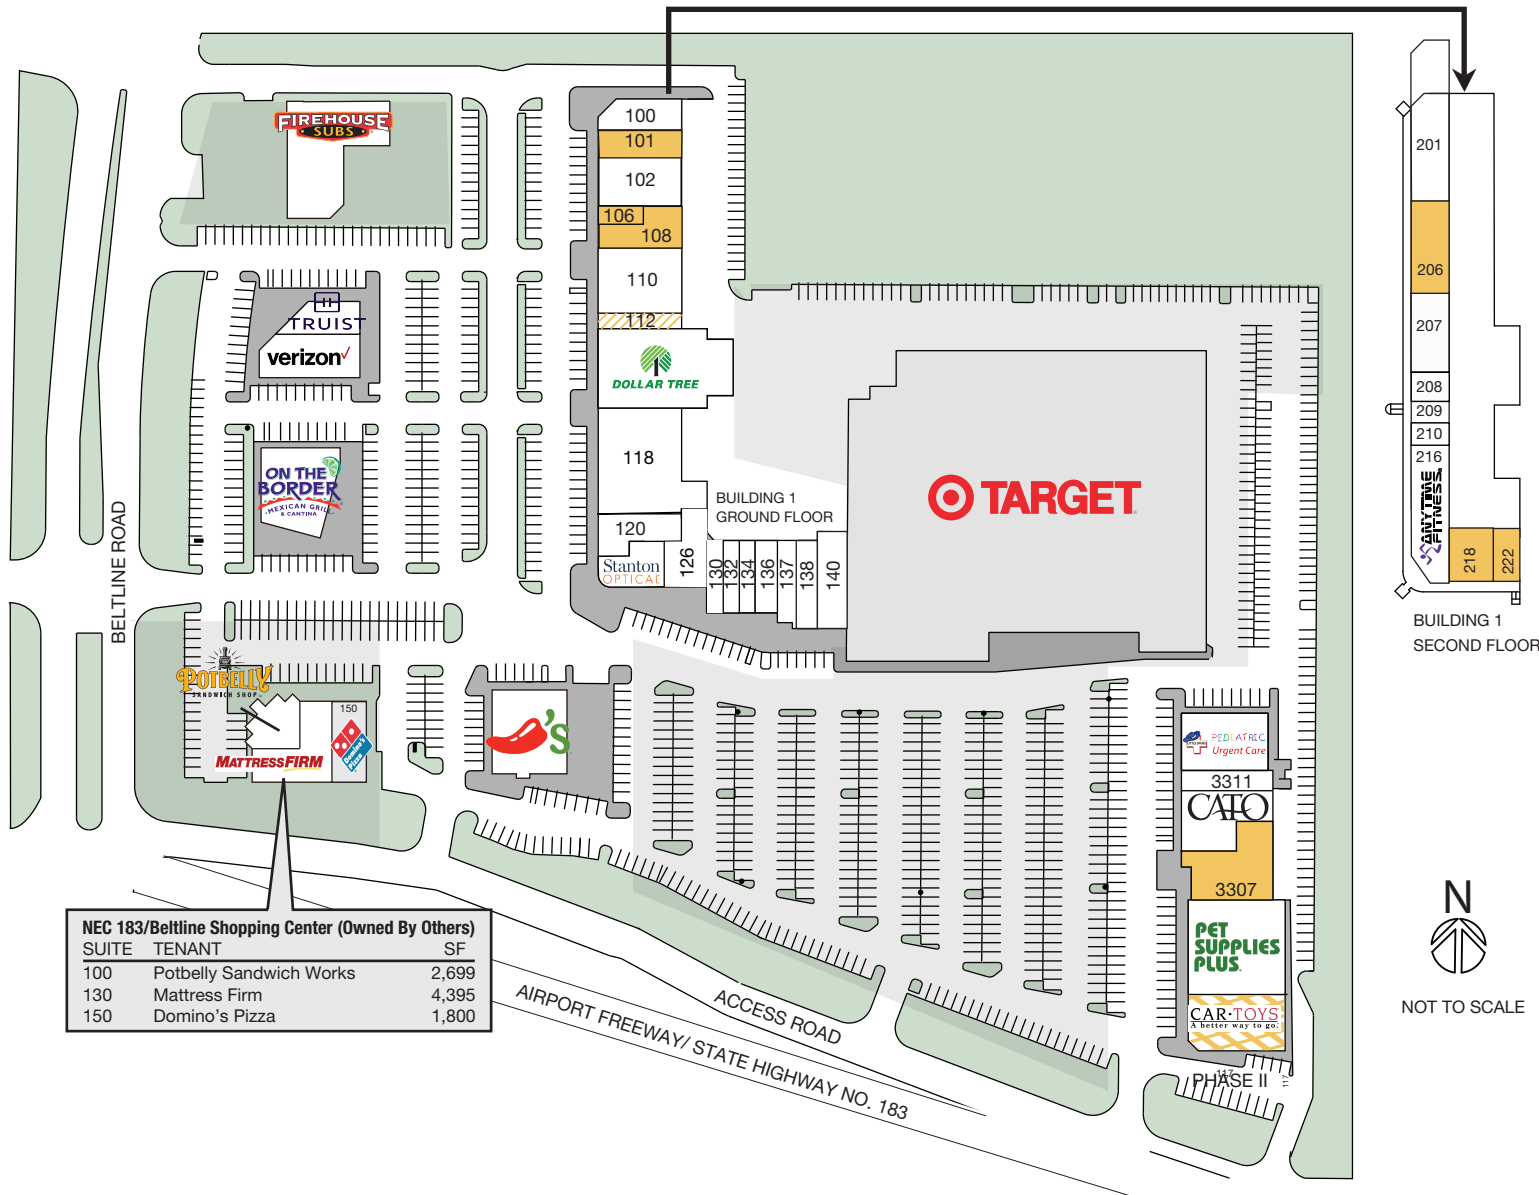 FIREHOUSE
SUBS
100
101
102
106
108
110
112
DOLLAR TREE
118
120
Stanton
OPTICAL
126
130
132
134
136
137
138
140
BUILDING 1
GROUND FLOOR
TRUIST
verizon
ON THE
BORDER
MEXICAN GRILL
& CANTINA
BELTLINE ROAD
TARGET
201
206
207
208
209
210
216
ANYTIME
FITNESS
218
222
BUILDING 1
SECOND FLOOR
POTBELLY
SANDWICH SHOP
MATTRESSFIRM
150
Domino's
Pizza
'S
PEDIATRIC
Urgent Care
3311
CATO
3307
PET
SUPPLIES
PLUS
CAR·TOYS
A better way to go.
PHASE II
117
117
N
NOT TO SCALE
NEC 183/Beltline Shopping Center (Owned By Others)
SUITE TENANT SF
100 Potbelly Sandwich Works 2,699
130 Mattress Firm 4,395
150 Domino's Pizza 1,800
ACCESS ROAD
AIRPORT FREEWAY/ STATE HIGHWAY NO. 183